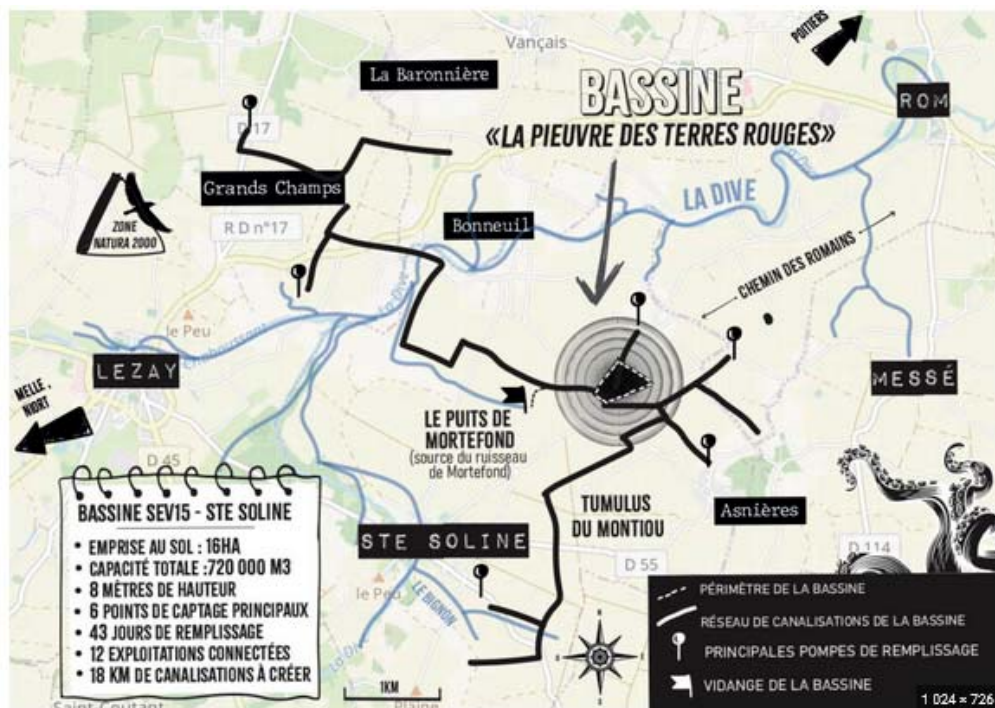 POITIERS
Vançais
La Baronnière
BASSINE
«LA PIEUVRE DES TERRES ROUGES»
ROM
D 17
Grands Champs
LA DIVE
ZONE
NATURA 2000
R D n°17
Bonneuil
CHEMIN DES ROMAINS
La Dive
le Peu
LEZAY
MESSÉ
MELLE,
NIORT
LE PUITS DE
MORTEFOND
(source du ruisseau
de Mortefond)
D 45
TUMULUS
DU MONTIOU
Asnières
BASSINE SEV15 - STE SOLINE
• EMPRISE AU SOL : 16HA
• CAPACITÉ TOTALE :720 000 M3
• 8 MÈTRES DE HAUTEUR
• 6 POINTS DE CAPTAGE PRINCIPAUX
• 43 JOURS DE REMPLISSAGE
• 12 EXPLOITATIONS CONNECTÉES
• 18 KM DE CANALISATIONS À CRÉER
STE SOLINE
le Peu
LE BIGNON
D 55
D 114
PÉRIMÈTRE DE LA BASSINE
RÉSEAU DE CANALISATIONS DE LA BASSINE
PRINCIPALES POMPES DE REMPLISSAGE
VIDANGE DE LA BASSINE
1KM
Plaine
Saint-Coutant
1 024 × 726